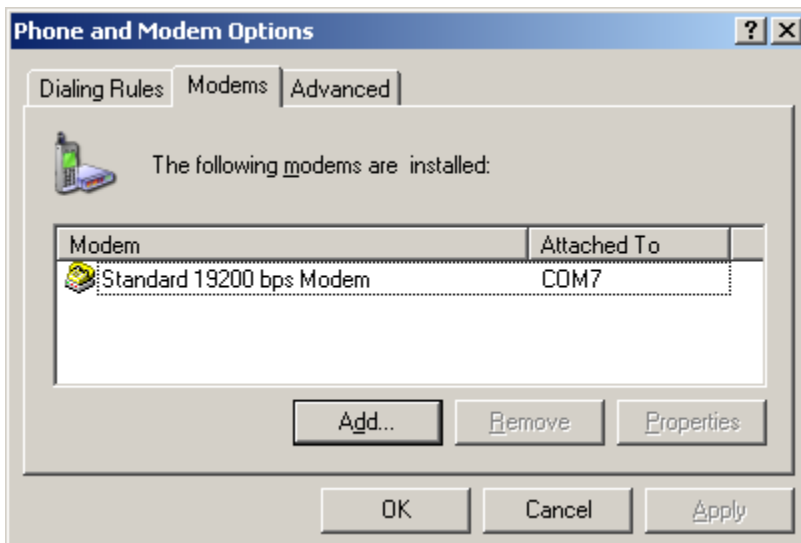 Phone and Modem Options
Dialing Rules Modems Advanced
The following modems are installed:
Modem Attached To
Standard 19200 bps Modem COM7
Add... Remove Properties
OK Cancel Apply